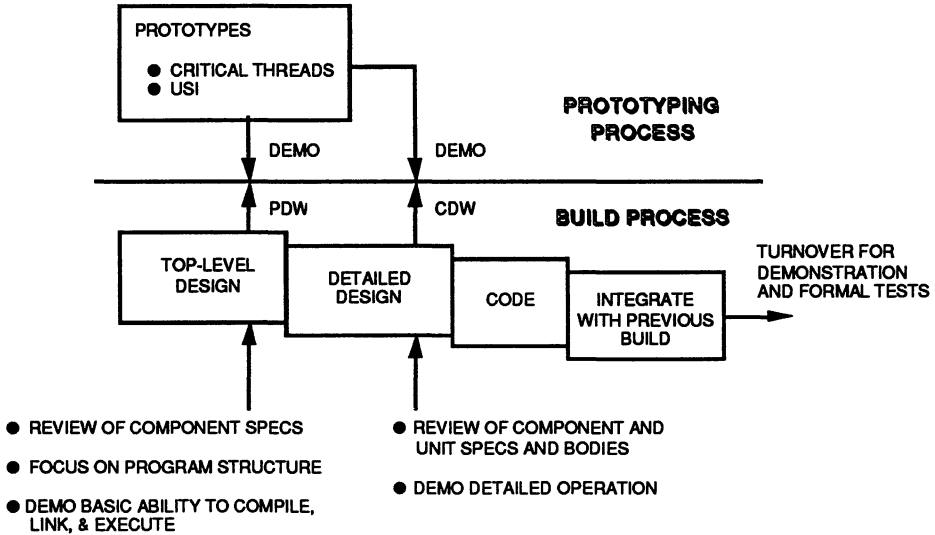 PROTOTYPES
● CRITICAL THREADS
● USI
PROTOTYPING
PROCESS
DEMO
DEMO
PDW
CDW
BUILD PROCESS
TOP-LEVEL
DESIGN
DETAILED
DESIGN
CODE
INTEGRATE
WITH PREVIOUS
BUILD
TURNOVER FOR
DEMONSTRATION
AND FORMAL TESTS
● REVIEW OF COMPONENT SPECS
● FOCUS ON PROGRAM STRUCTURE
● DEMO BASIC ABILITY TO COMPILE,
LINK, & EXECUTE
● REVIEW OF COMPONENT AND
UNIT SPECS AND BODIES
● DEMO DETAILED OPERATION